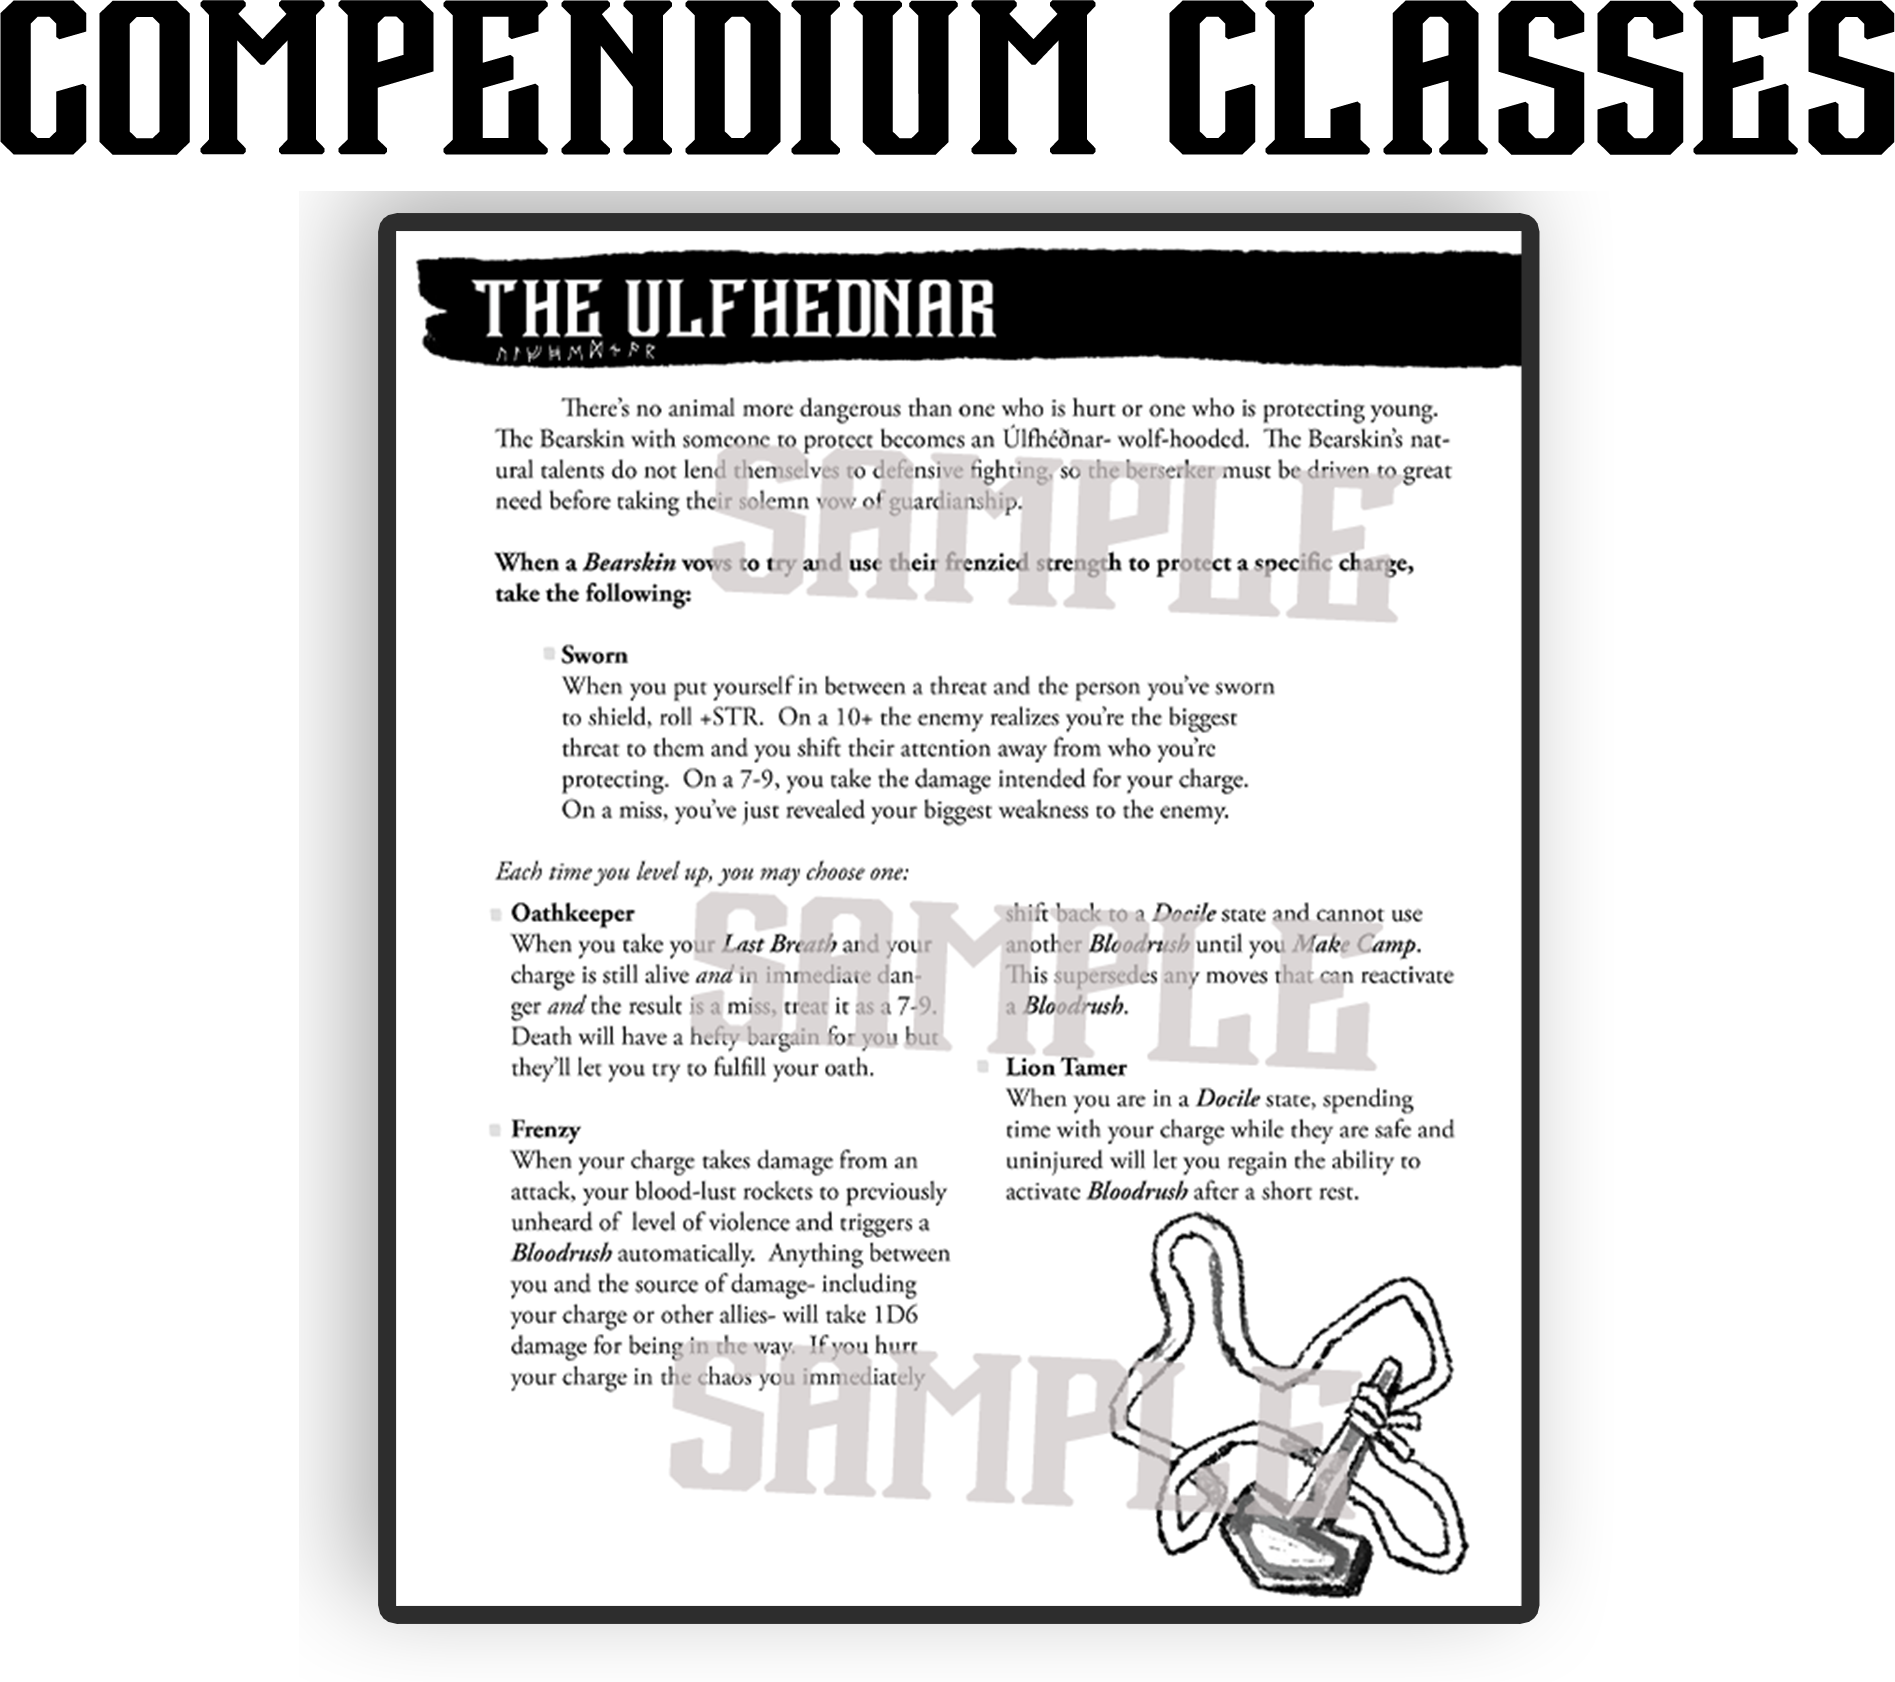 COMPENDIUM CLASSES
THE ULFHEDNAR
There's no animal more dangerous than one who is hurt or one who is protecting young.
The Bearskin with someone to protect becomes an Úlfhéðnar- wolf-hooded. The Bearskin's nat-
ural talents do not lend themselves to defensive fighting, so the berserker must be driven to great
need before taking their solemn vow of guardianship.
SAMPLE
When a Bearskin vows to try and use their frenzied strength to protect a specific charge,
take the following:
Sworn
When you put yourself in between a threat and the person you've sworn
to shield, roll +STR. On a 10+ the enemy realizes you're the biggest
threat to them and you shift their attention away from who you're
protecting. On a 7-9, you take the damage intended for your charge.
On a miss, you've just revealed your biggest weakness to the enemy.
Each time you level up, you may choose one:
Oathkeeper
When you take your Last Breath and your
charge is still alive and in immediate dan-
ger and the result is a miss, treat it as a 7-9.
Death will have a hefty bargain for you but
they'll let you try to fulfill your oath.
SAMPLE
Frenzy
When your charge takes damage from an
attack, your blood-lust rockets to previously
unheard of level of violence and triggers a
Bloodrush automatically. Anything between
you and the source of damage- including
your charge or other allies- will take 1D6
damage for being in the way. If you hurt
your charge in the chaos you immediately
shift back to a Docile state and cannot use
another Bloodrush until you Make Camp.
This supersedes any moves that can reactivate
a Bloodrush.
Lion Tamer
When you are in a Docile state, spending
time with your charge while they are safe and
uninjured will let you regain the ability to
activate Bloodrush after a short rest.
SAMPLE